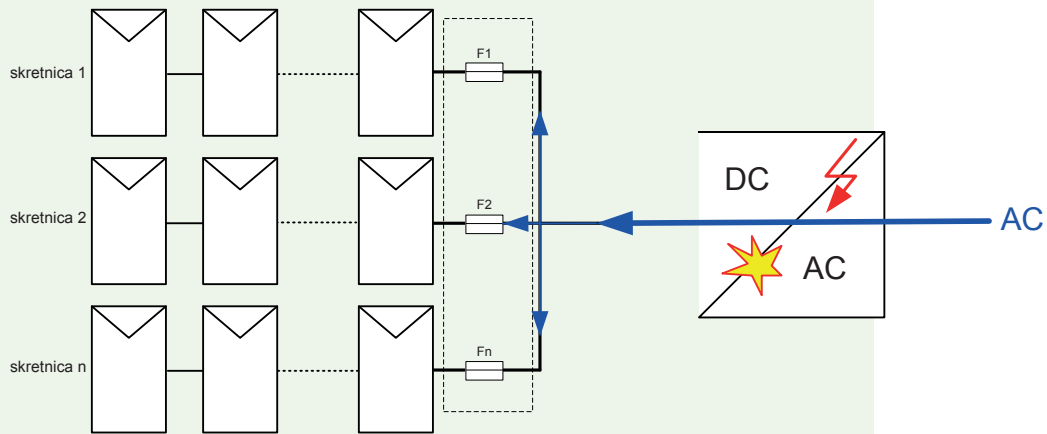 skretnica 1
F1
DC
skretnica 2
F2
AC
AC
skretnica n
Fn